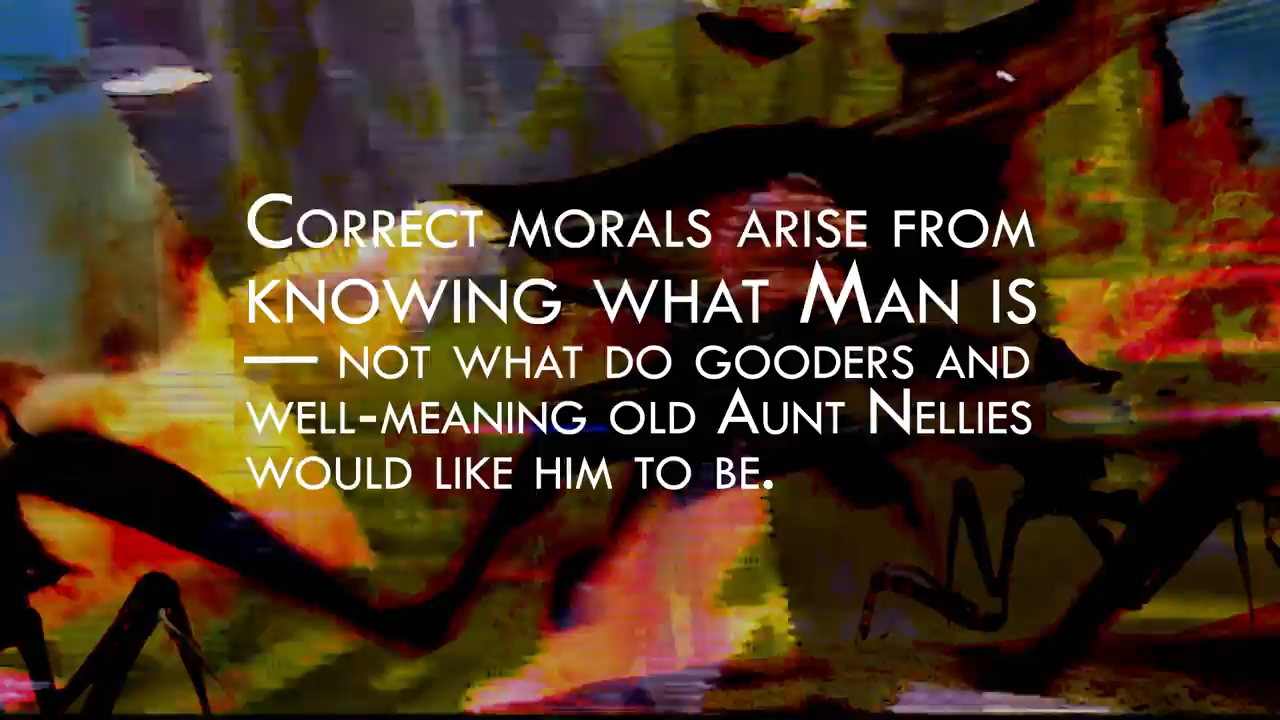 Correct morals arise from
knowing what Man is
— not what do gooders and
well-meaning old Aunt Nellies
would like him to be.